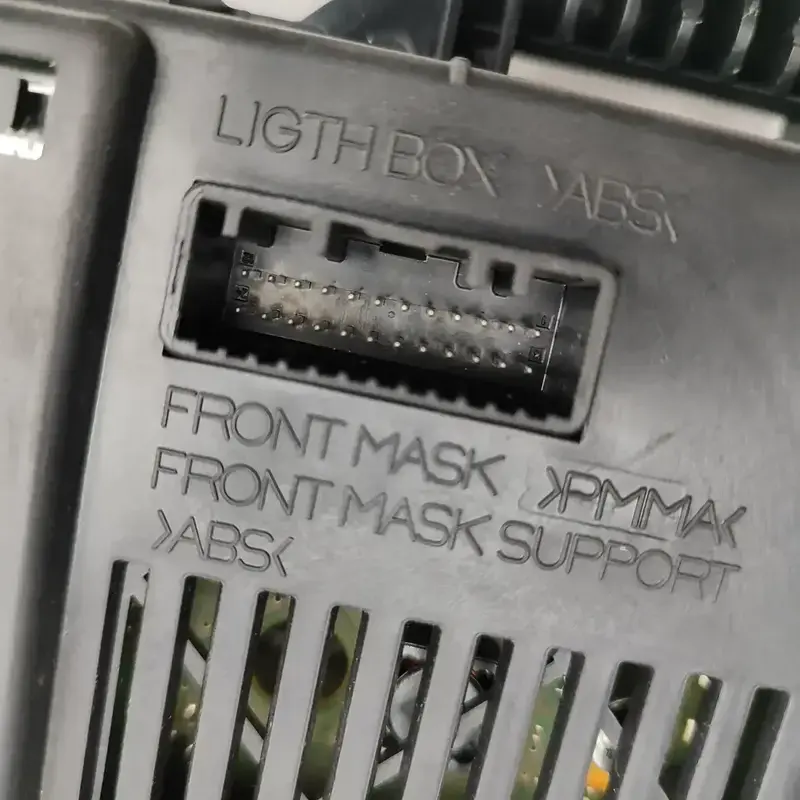 LIGTH BOX >ABS<
FRONT MASK >PMMA<
FRONT MASK SUPPORT
>ABS<